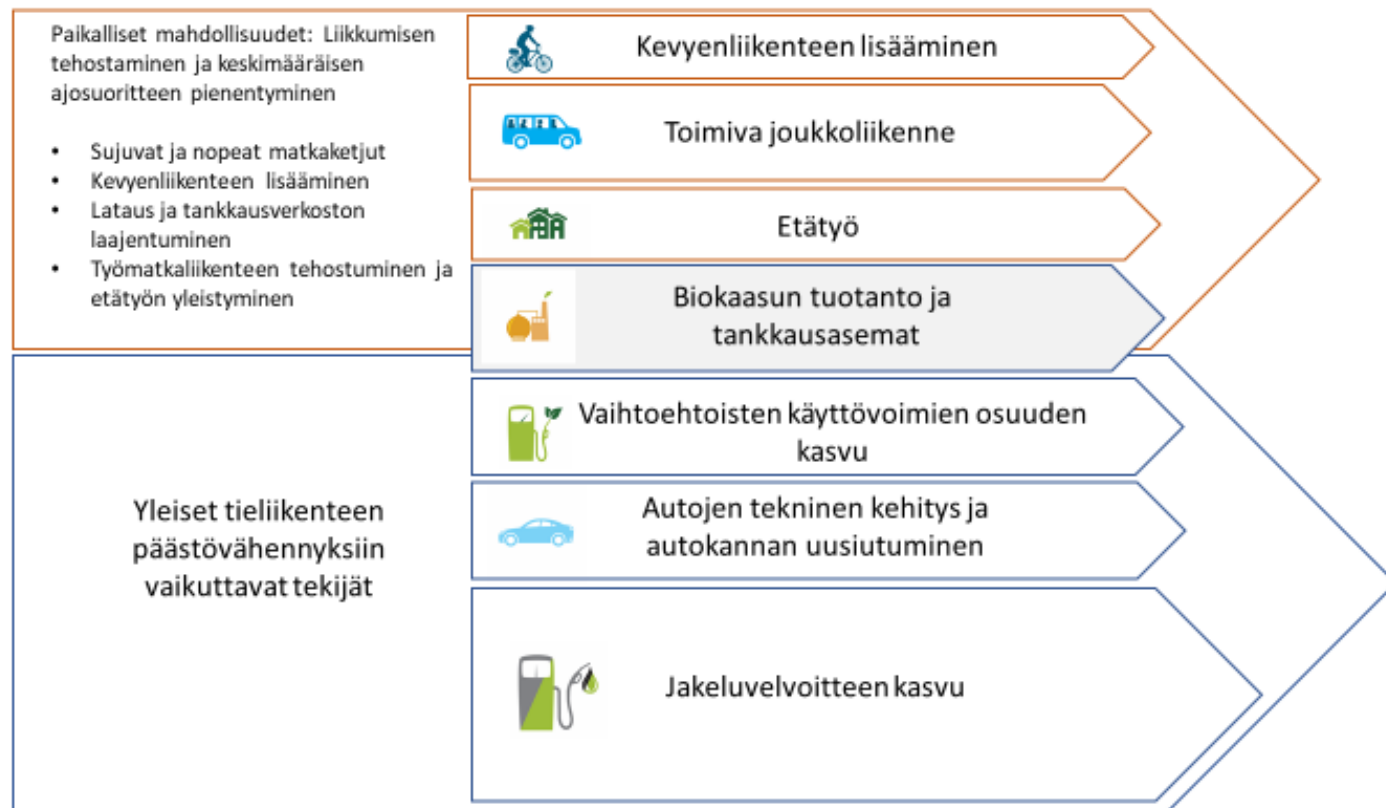 Paikalliset mahdollisuudet: Liikkumisen
tehostaminen ja keskimääräisen
ajosuoritteen pienentyminen
• Sujuvat ja nopeat matkaketjut
• Kevyenliikenteen lisääminen
• Lataus ja tankkausverkoston
laajentuminen
• Työmatkaliikenteen tehostuminen ja
etätyön yleistyminen
Kevyenliikenteen lisääminen
Toimiva joukkoliikenne
Etätyö
Biokaasun tuotanto ja
tankkausasemat
Yleiset tieliikenteen
päästövähennyksiin
vaikuttavat tekijät
Vaihtoehtoisten käyttövoimien osuuden
kasvu
Autojen tekninen kehitys ja
autokannan uusiutuminen
Jakeluvelvoitteen kasvu